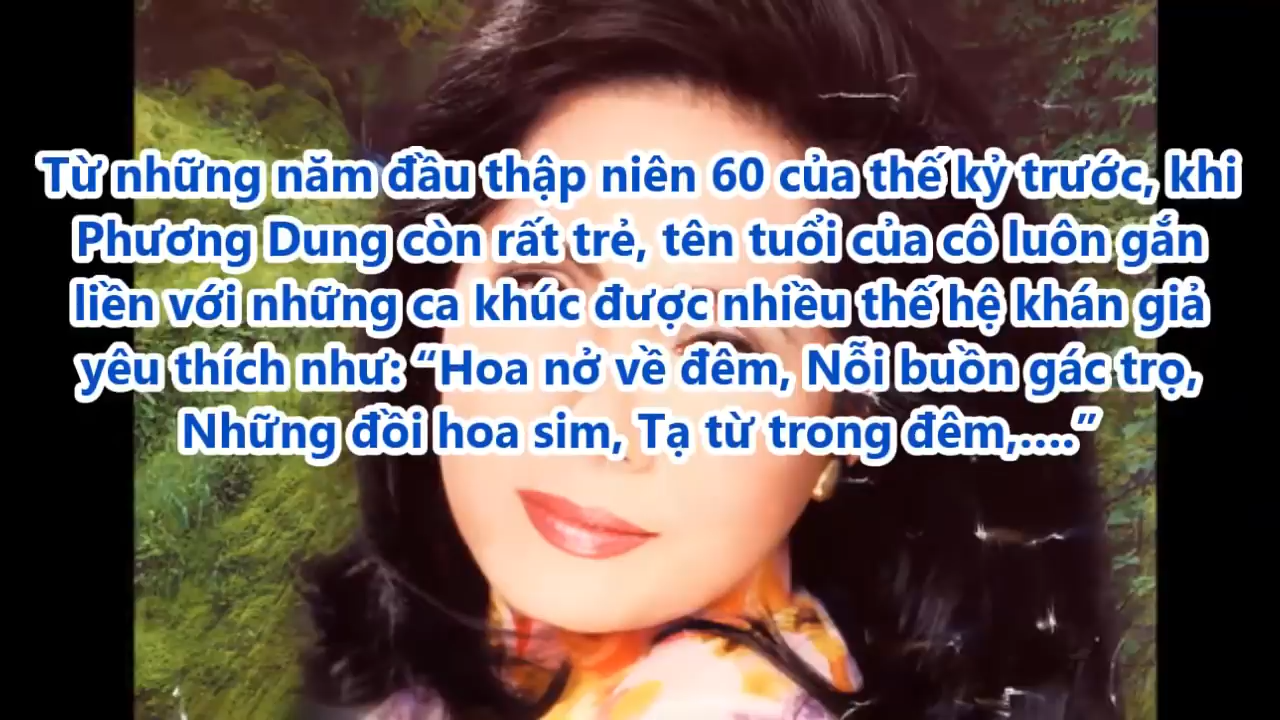 Từ những năm đầu thập niên 60 của thế kỷ trước, khi
Phương Dung còn rất trẻ, tên tuổi của cô luôn gắn
liền với những ca khúc được nhiều thế hệ khán giả
yêu thích như: “Hoa nở về đêm, Nỗi buồn gác trọ,
Những đồi hoa sim, Tạ từ trong đêm,....”